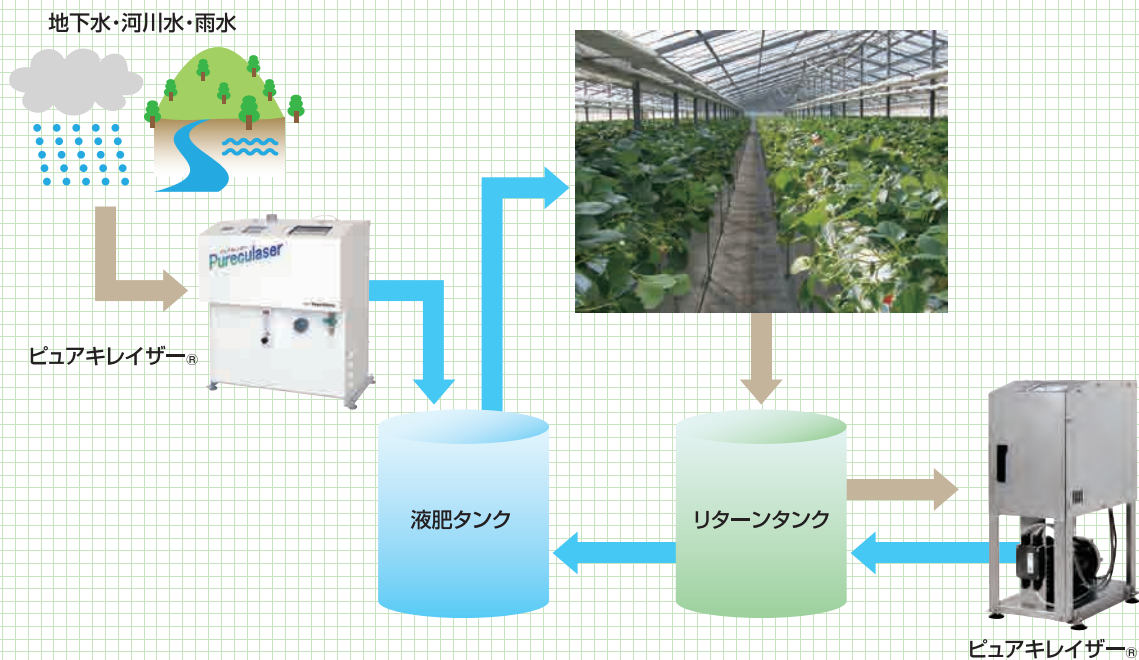 地下水・河川水・雨水
Pureculaser
ピュアキレイザー®
液肥タンク
リターンタンク
ピュアキレイザー®